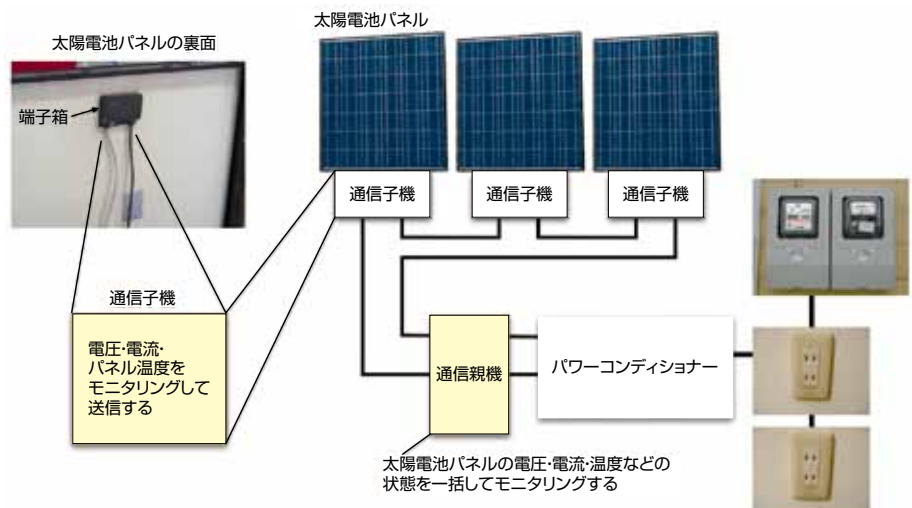 太陽電池パネルの裏面
端子箱
太陽電池パネル
通信子機
通信子機
通信子機
通信子機
電圧・電流・
パネル温度を
モニタリングして
送信する
通信親機
パワーコンディショナー
太陽電池パネルの電圧・電流・温度などの
状態を一括してモニタリングする